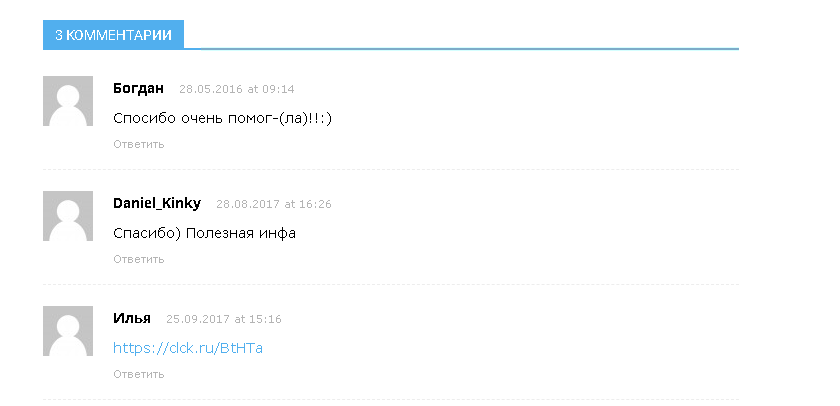 3 КОММЕНТАРИИ
Богдан 28.05.2016 at 09:14
Спосибо очень помог-(ла)!!:)
Ответить
Daniel_Kinky 28.08.2017 at 16:26
Спасибо) Полезная инфа
Ответить
Илья 25.09.2017 at 15:16
https://clck.ru/BtHTa
Ответить